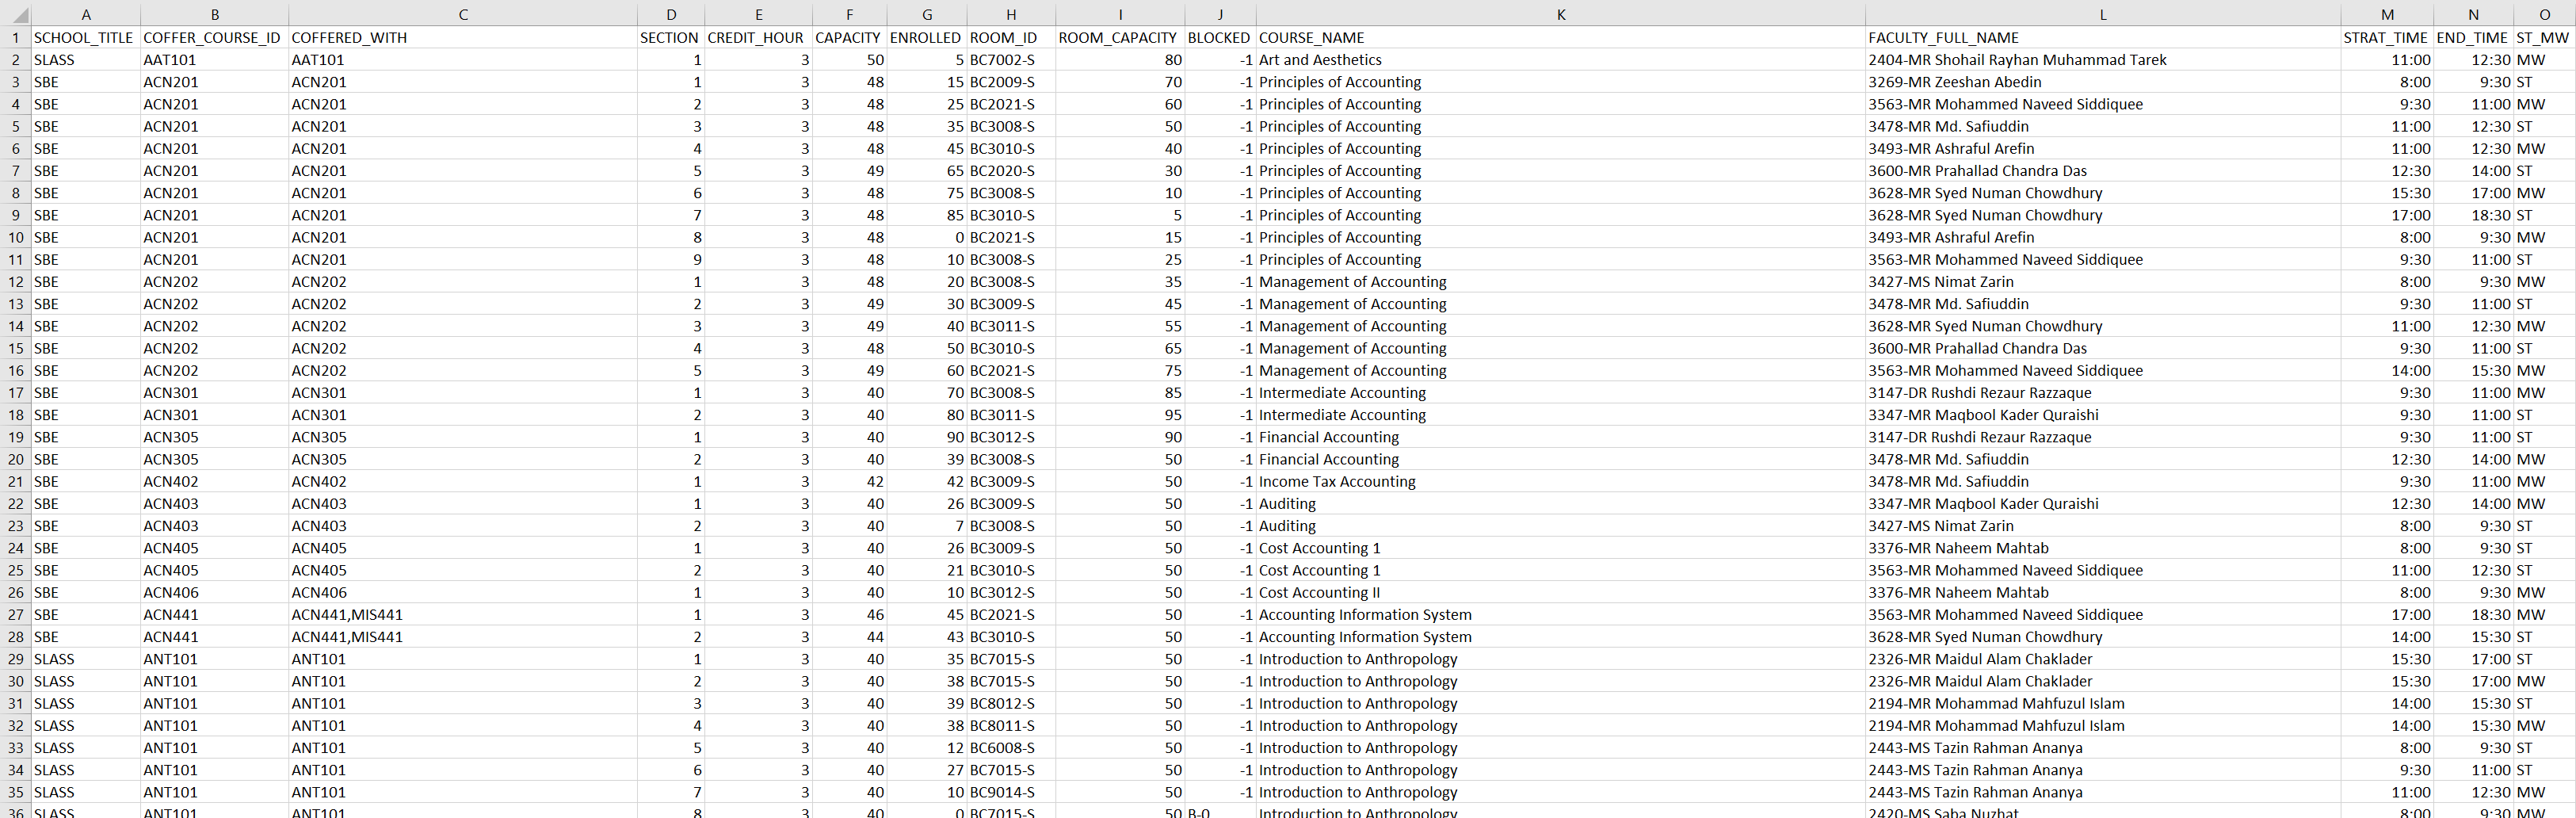 A B C D E F G H I J K L M N O
1 SCHOOL_TITLE COFFER_COURSE_ID COFFERED_WITH SECTION CREDIT_HOUR CAPACITY ENROLLED ROOM_ID ROOM_CAPACITY BLOCKED COURSE_NAME FACULTY_FULL_NAME STRAT_TIME END_TIME ST_MW
2 SLASS AAT101 AAT101 1 3 50 5 BC7002-S 80 -1 Art and Aesthetics 2404-MR Shohail Rayhan Muhammad Tarek 11:00 12:30 MW
3 SBE ACN201 ACN201 1 3 48 15 BC2009-S 70 -1 Principles of Accounting 3269-MR Zeeshan Abedin 8:00 9:30 ST
4 SBE ACN201 ACN201 2 3 48 25 BC2021-S 60 -1 Principles of Accounting 3563-MR Mohammed Naveed Siddiquee 9:30 11:00 MW
5 SBE ACN201 ACN201 3 3 48 35 BC3008-S 50 -1 Principles of Accounting 3478-MR Md. Safiuddin 11:00 12:30 ST
6 SBE ACN201 ACN201 4 3 48 45 BC3010-S 40 -1 Principles of Accounting 3493-MR Ashraful Arefin 11:00 12:30 MW
7 SBE ACN201 ACN201 5 3 49 65 BC2020-S 30 -1 Principles of Accounting 3600-MR Prahallad Chandra Das 12:30 14:00 ST
8 SBE ACN201 ACN201 6 3 48 75 BC3008-S 10 -1 Principles of Accounting 3628-MR Syed Numan Chowdhury 15:30 17:00 MW
9 SBE ACN201 ACN201 7 3 48 85 BC3010-S 5 -1 Principles of Accounting 3628-MR Syed Numan Chowdhury 17:00 18:30 ST
10 SBE ACN201 ACN201 8 3 48 0 BC2021-S 15 -1 Principles of Accounting 3493-MR Ashraful Arefin 8:00 9:30 MW
11 SBE ACN201 ACN201 9 3 48 10 BC3008-S 25 -1 Principles of Accounting 3563-MR Mohammed Naveed Siddiquee 9:30 11:00 ST
12 SBE ACN202 ACN202 1 3 48 20 BC3008-S 35 -1 Management of Accounting 3427-MS Nimat Zarin 8:00 9:30 MW
13 SBE ACN202 ACN202 2 3 49 30 BC3009-S 45 -1 Management of Accounting 3478-MR Md. Safiuddin 9:30 11:00 ST
14 SBE ACN202 ACN202 3 3 49 40 BC3011-S 55 -1 Management of Accounting 3628-MR Syed Numan Chowdhury 11:00 12:30 MW
15 SBE ACN202 ACN202 4 3 48 50 BC3010-S 65 -1 Management of Accounting 3600-MR Prahallad Chandra Das 9:30 11:00 ST
16 SBE ACN202 ACN202 5 3 49 60 BC2021-S 75 -1 Management of Accounting 3563-MR Mohammed Naveed Siddiquee 14:00 15:30 MW
17 SBE ACN301 ACN301 1 3 40 70 BC3008-S 85 -1 Intermediate Accounting 3147-DR Rushdi Rezaur Razzaque 9:30 11:00 MW
18 SBE ACN301 ACN301 2 3 40 80 BC3011-S 95 -1 Intermediate Accounting 3347-MR Maqbool Kader Quraishi 9:30 11:00 ST
19 SBE ACN305 ACN305 1 3 40 90 BC3012-S 90 -1 Financial Accounting 3147-DR Rushdi Rezaur Razzaque 9:30 11:00 ST
20 SBE ACN305 ACN305 2 3 40 39 BC3008-S 50 -1 Financial Accounting 3478-MR Md. Safiuddin 12:30 14:00 MW
21 SBE ACN402 ACN402 1 3 42 42 BC3009-S 50 -1 Income Tax Accounting 3478-MR Md. Safiuddin 9:30 11:00 MW
22 SBE ACN403 ACN403 1 3 40 26 BC3009-S 50 -1 Auditing 3347-MR Maqbool Kader Quraishi 12:30 14:00 MW
23 SBE ACN403 ACN403 2 3 40 7 BC3008-S 50 -1 Auditing 3427-MS Nimat Zarin 8:00 9:30 ST
24 SBE ACN405 ACN405 1 3 40 26 BC3009-S 50 -1 Cost Accounting 1 3376-MR Naheem Mahtab 8:00 9:30 ST
25 SBE ACN405 ACN405 2 3 40 21 BC3010-S 50 -1 Cost Accounting 1 3563-MR Mohammed Naveed Siddiquee 11:00 12:30 ST
26 SBE ACN406 ACN406 1 3 40 10 BC3012-S 50 -1 Cost Accounting II 3376-MR Naheem Mahtab 8:00 9:30 MW
27 SBE ACN441 ACN441,MIS441 1 3 46 45 BC2021-S 50 -1 Accounting Information System 3563-MR Mohammed Naveed Siddiquee 17:00 18:30 MW
28 SBE ACN441 ACN441,MIS441 2 3 44 43 BC3010-S 50 -1 Accounting Information System 3628-MR Syed Numan Chowdhury 14:00 15:30 ST
29 SLASS ANT101 ANT101 1 3 40 35 BC7015-S 50 -1 Introduction to Anthropology 2326-MR Maidul Alam Chaklader 15:30 17:00 ST
30 SLASS ANT101 ANT101 2 3 40 38 BC7015-S 50 -1 Introduction to Anthropology 2326-MR Maidul Alam Chaklader 15:30 17:00 MW
31 SLASS ANT101 ANT101 3 3 40 39 BC8012-S 50 -1 Introduction to Anthropology 2194-MR Mohammad Mahfuzul Islam 14:00 15:30 ST
32 SLASS ANT101 ANT101 4 3 40 38 BC8011-S 50 -1 Introduction to Anthropology 2194-MR Mohammad Mahfuzul Islam 14:00 15:30 MW
33 SLASS ANT101 ANT101 5 3 40 12 BC6008-S 50 -1 Introduction to Anthropology 2443-MS Tazin Rahman Ananya 8:00 9:30 ST
34 SLASS ANT101 ANT101 6 3 40 27 BC7015-S 50 -1 Introduction to Anthropology 2443-MS Tazin Rahman Ananya 9:30 11:00 ST
35 SLASS ANT101 ANT101 7 3 40 10 BC9014-S 50 -1 Introduction to Anthropology 2443-MS Tazin Rahman Ananya 11:00 12:30 MW
36 SLASS ANT101 ANT101 8 3 40 0 BC7015-S 50 B-0 Introduction to Anthropology 2420-MS Saba Nuzhat 8:00 9:30 MW